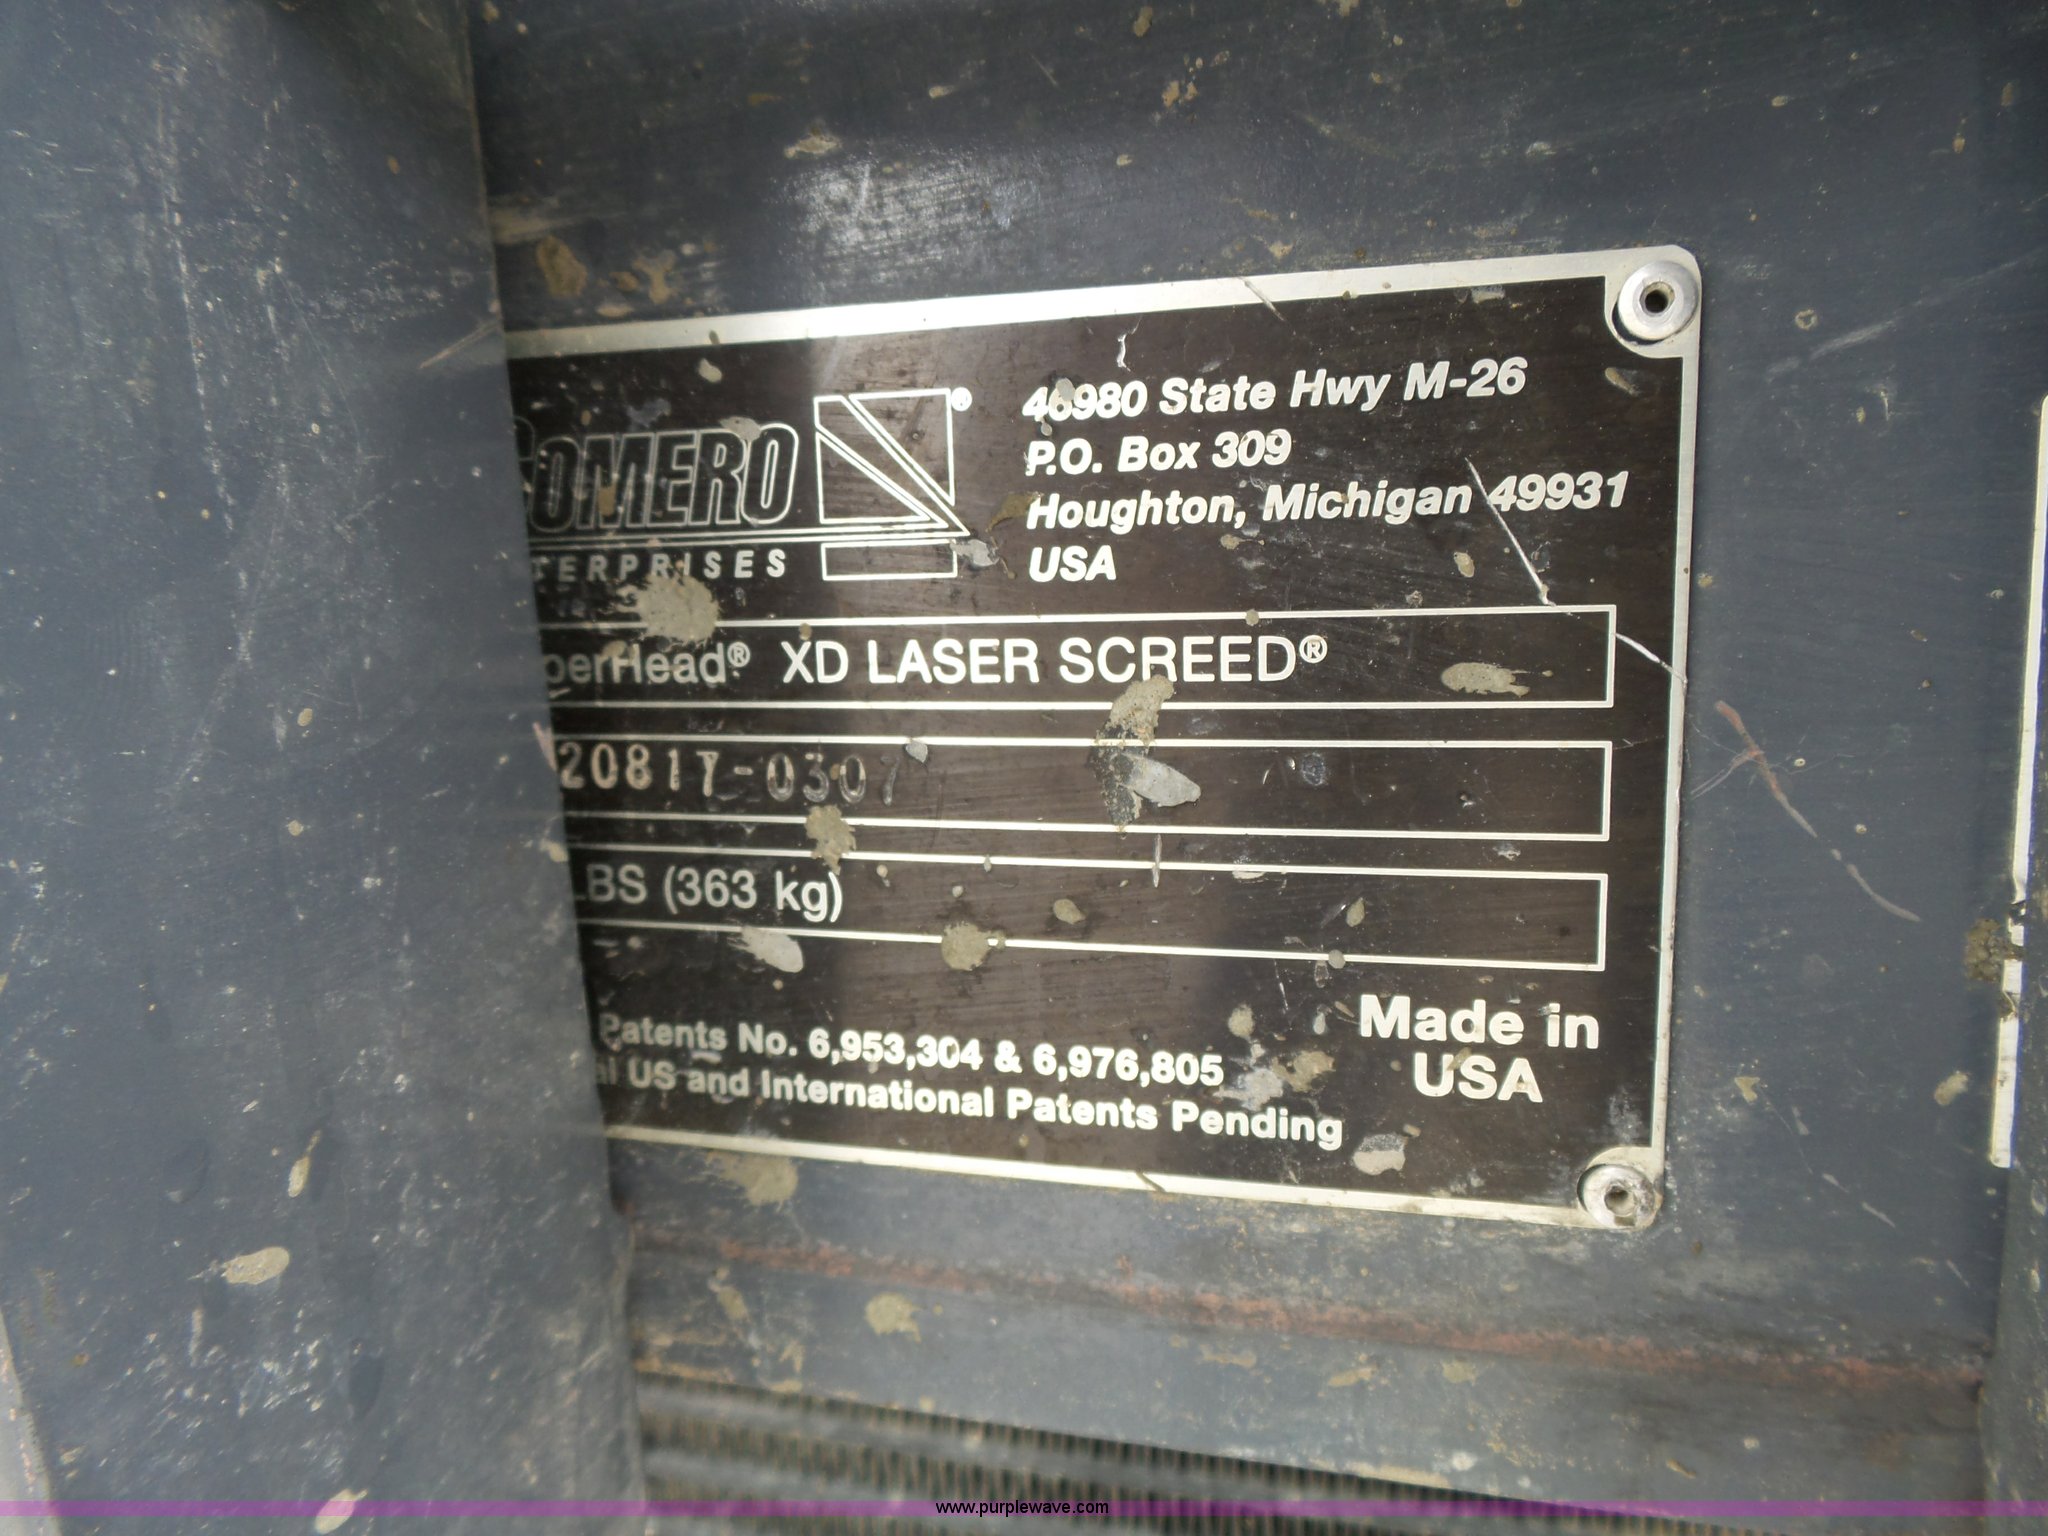 SOMERO
®
TERPRISES
46980 State Hwy M-26
P.O. Box 309
Houghton, Michigan 49931
USA
perHead® XD LASER SCREED®
20817-0307
LBS (363 kg)
Patents No. 6,953,304 & 6,976,805
al US and International Patents Pending
Made in
USA
www.purplewave.com